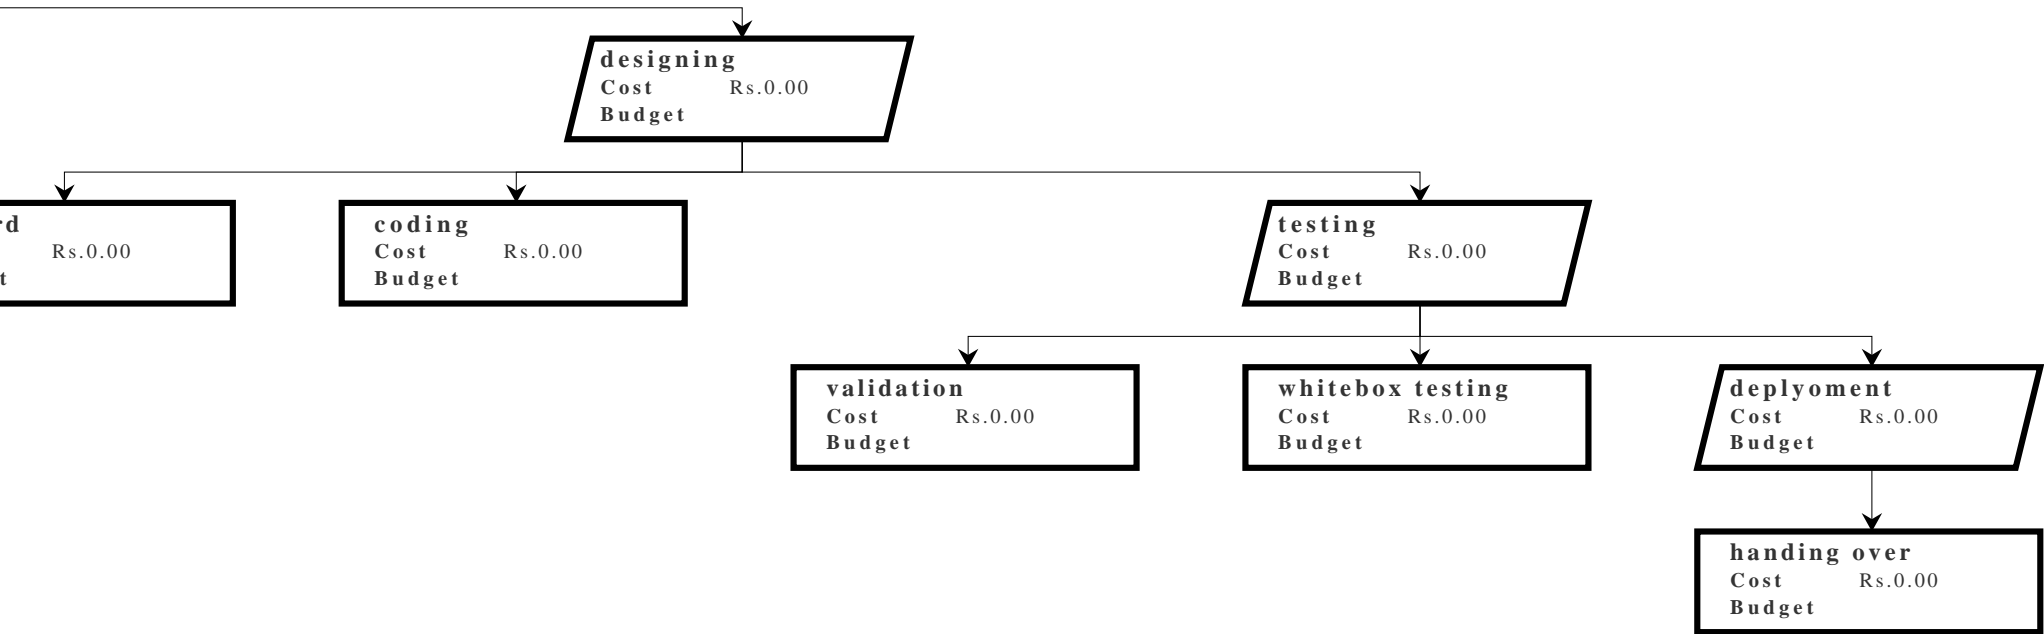 designing
Cost Rs.0.00
Budget
Rs.0.00
coding
Cost Rs.0.00
Budget
testing
Cost Rs.0.00
Budget
validation
Cost Rs.0.00
Budget
whitebox testing
Cost Rs.0.00
Budget
deplyoment
Cost Rs.0.00
Budget
handing over
Cost Rs.0.00
Budget